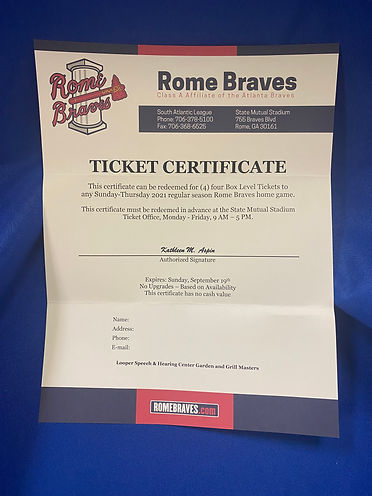 Rome
Braves
Rome Braves
Class A Affiliate of the Atlanta Braves
South Atlantic League
Phone: 706-378-5100
Fax: 706-368-6525
State Mutual Stadium
755 Braves Blvd
Rome, GA 30161
TICKET CERTIFICATE
This certificate can be redeemed for (4) four Box Level Tickets to
any Sunday-Thursday 2021 regular season Rome Braves home game.
This certificate must be redeemed in advance at the State Mutual Stadium
Ticket Office, Monday - Friday, 9 AM – 5 PM.
Kathleen M. Aspin
Authorized Signature
Expires: Sunday, September 19th
No Upgrades – Based on Availability
This certificate has no cash value
Name:
Address:
Phone:
E-mail:
Looper Speech & Hearing Center Garden and Grill Masters
ROMEBRAVES.com